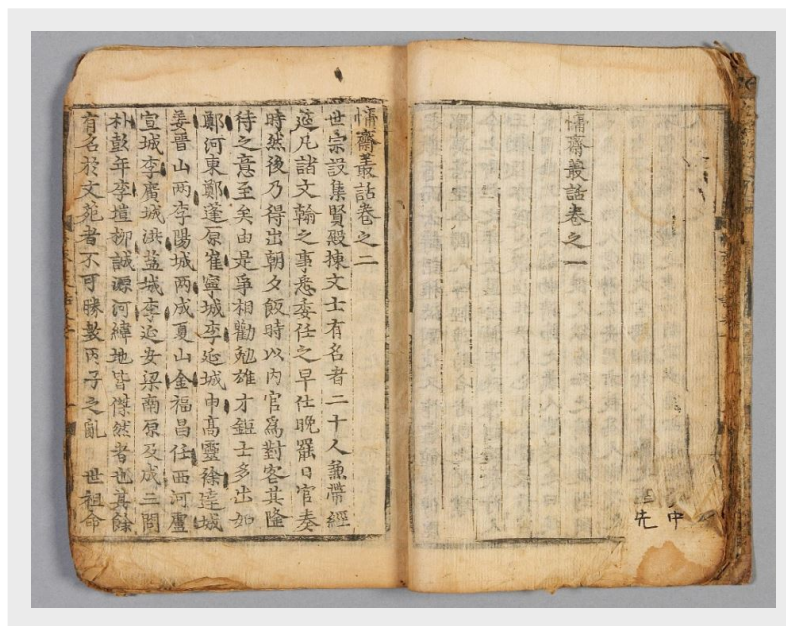 中
先
慵齋叢話卷之一
慵齋叢話卷之二
世宗設集賢殿揀文士有名者二十人兼帶經
筵凡諸文翰之事悉委任之早仕晚罷日官奏
時然後乃得出朝夕飯時以内官爲對客其隆
待之意至矣由是爭相勸勉雄才鉅士多出如
鄭河東鄭蓬原崔寧城李延城申高靈徐達城
姜晉山兩李陽城兩成夏山金福昌任西河盧
宣城李廣城洪益城李延安梁南原及成三問
朴彭年李塏柳誠源河緯地皆傑然者也其餘
有名於文苑者不可勝數丙子之亂 世祖命